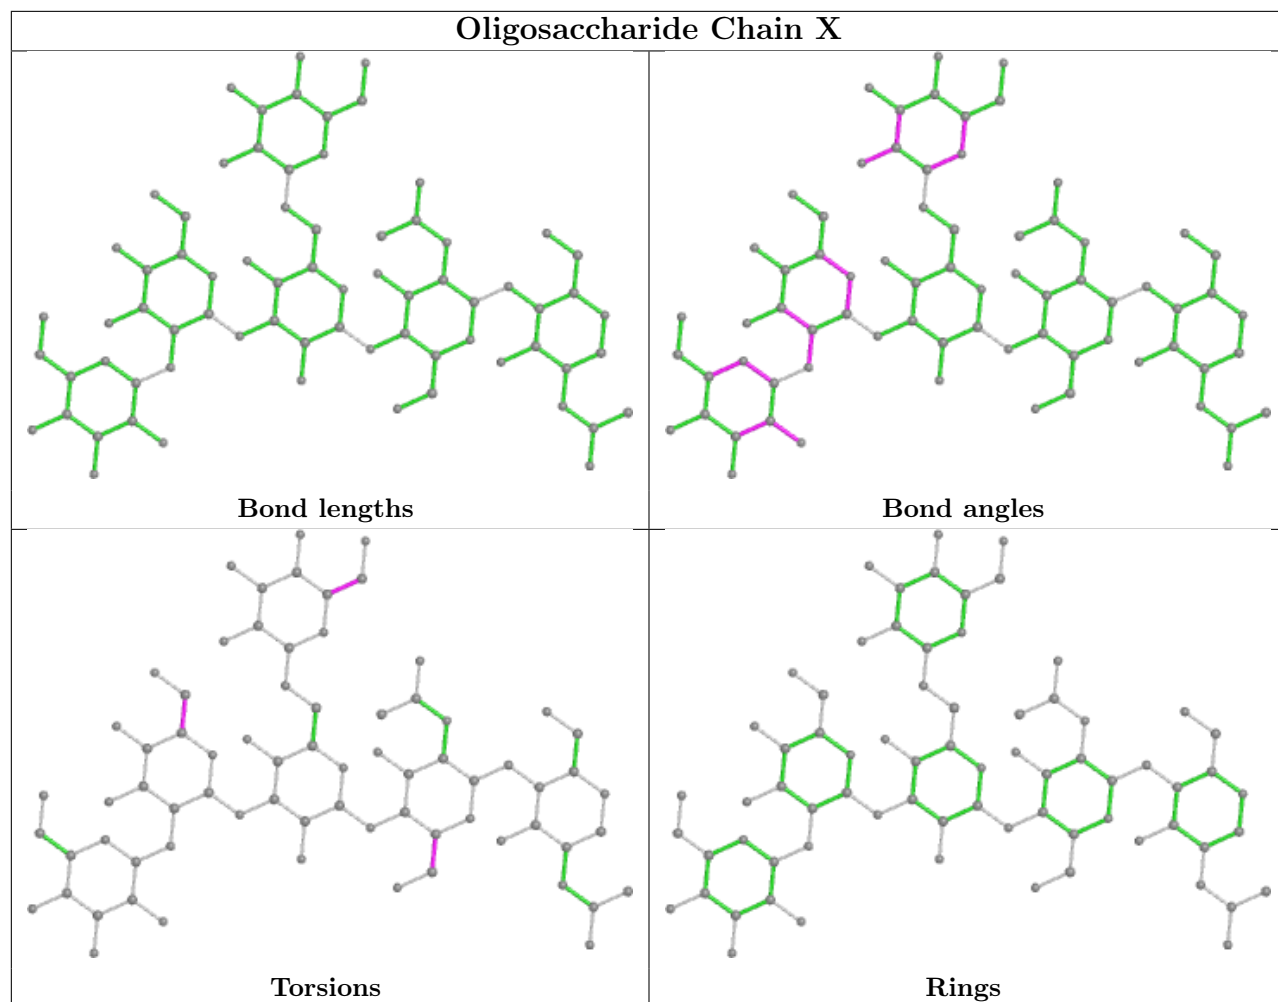 Oligosaccharide Chain X
Bond lengths
Bond angles
Torsions
Rings